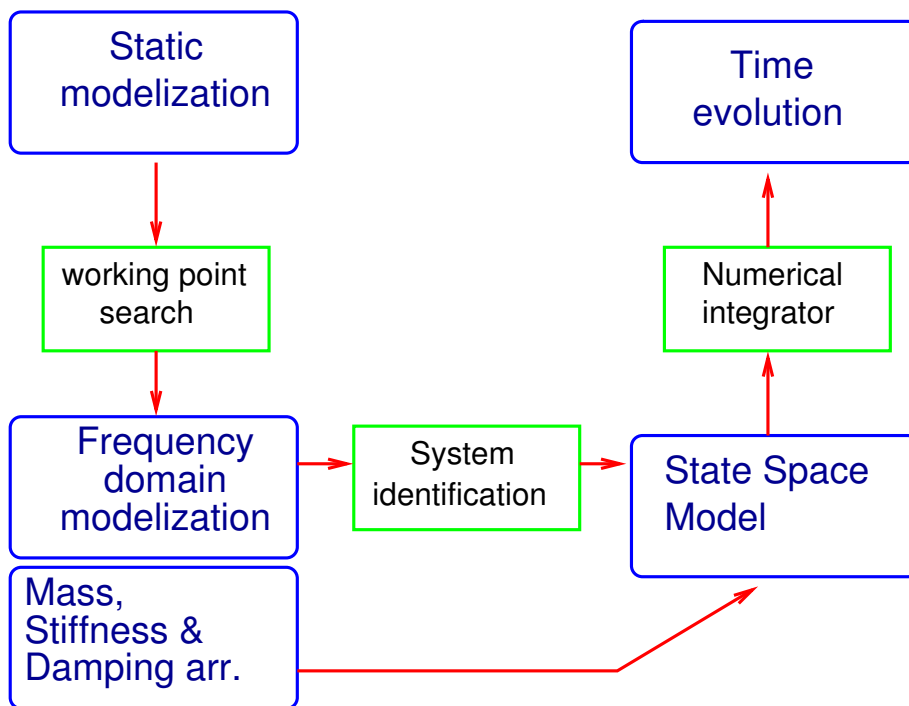 Static
modelization
working point
search
Frequency
domain
modelization
Mass,
Stiffness &
Damping arr.
System
identification
State Space
Model
Numerical
integrator
Time
evolution